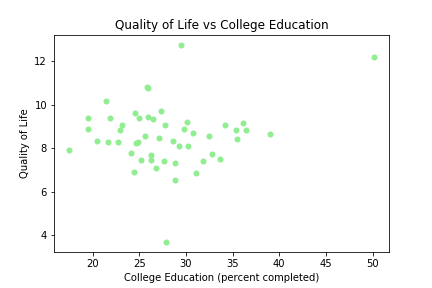 Quality of Life vs College Education
12
10
8
6
4
Quality of Life
20 25 30 35 40 45 50
College Education (percent completed)